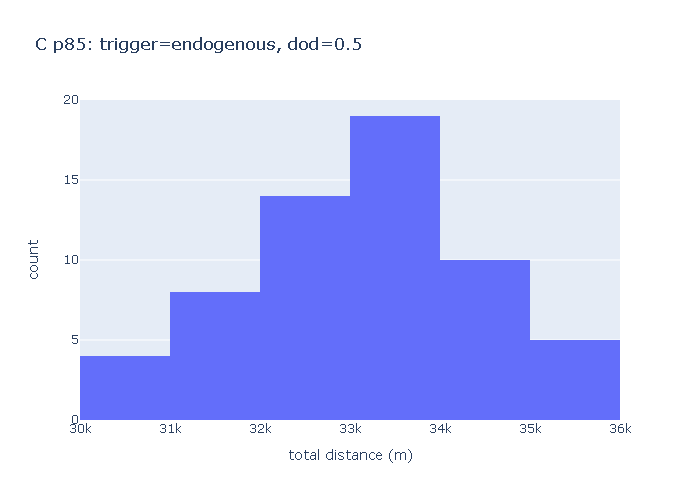 C p85: trigger=endogenous, dod=0.5
20
15
10
5
0
count
30k 31k 32k 33k 34k 35k 36k
total distance (m)